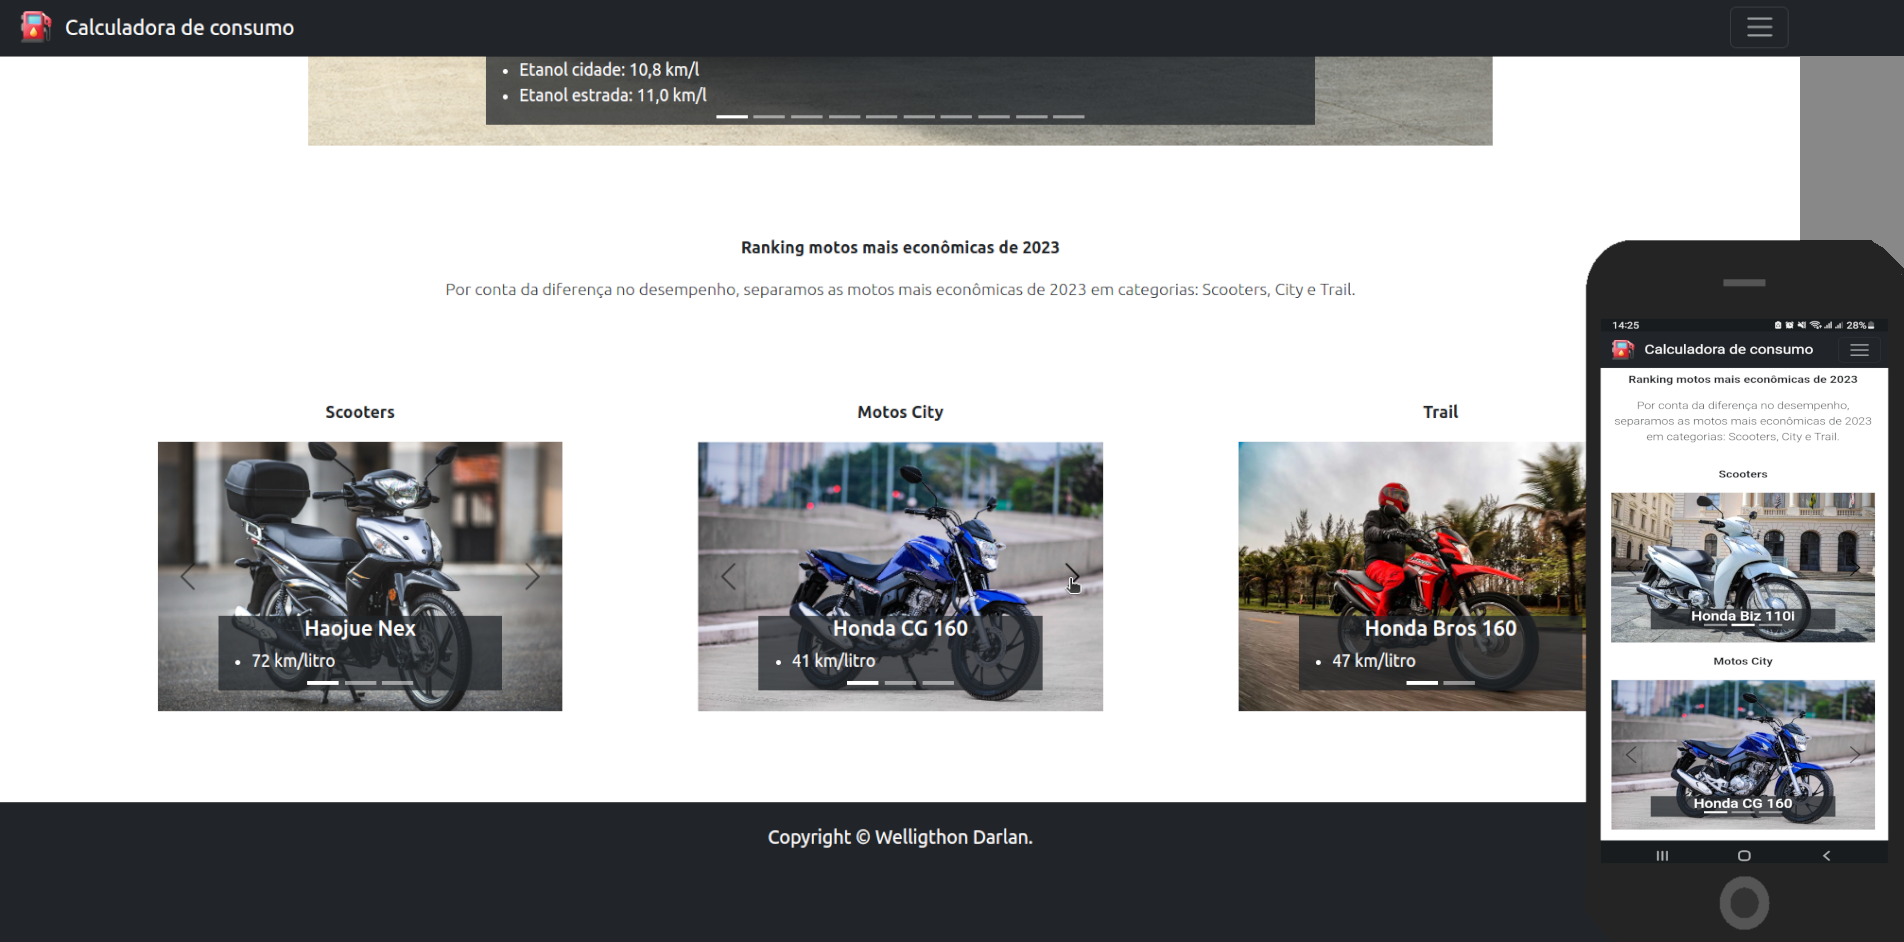 Calculadora de consumo
Etanol cidade: 10,8 km/l
Etanol estrada: 11,0 km/l
Ranking motos mais econômicas de 2023
Por conta da diferença no desempenho, separamos as motos mais econômicas de 2023 em categorias: Scooters, City e Trail.
Scooters
Haojue Nex
72 km/litro
Motos City
Honda CG 160
41 km/litro
Trail
Honda Bros 160
47 km/litro
Copyright © Welligthon Darlan.
14:25
28%
Calculadora de consumo
Ranking motos mais econômicas de 2023
Por conta da diferença no desempenho,
separamos as motos mais econômicas de 2023
em categorias: Scooters, City e Trail.
Scooters
Honda Biz 110i
Motos City
Honda CG 160